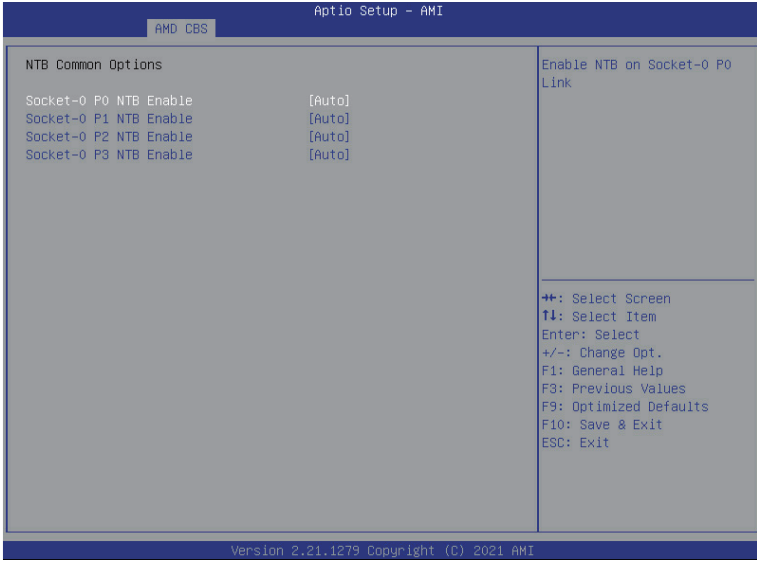 Aptio Setup – AMI
AMD CBS
NTB Common Options
Socket-0 P0 NTB Enable [Auto]
Socket-0 P1 NTB Enable [Auto]
Socket-0 P2 NTB Enable [Auto]
Socket-0 P3 NTB Enable [Auto]
Enable NTB on Socket-0 P0
Link
→←: Select Screen
↑↓: Select Item
Enter: Select
+/-: Change Opt.
F1: General Help
F3: Previous Values
F9: Optimized Defaults
F10: Save & Exit
ESC: Exit
Version 2.21.1279 Copyright (C) 2021 AMI